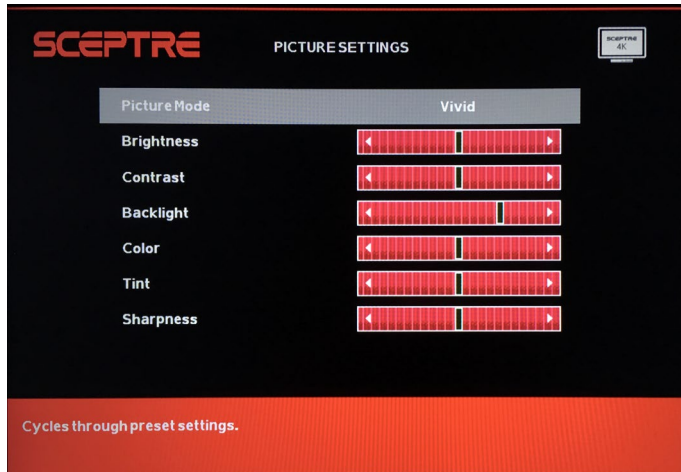 SCEPTRE
PICTURE SETTINGS
SCEPTRE
4K
Picture Mode Vivid
Brightness
Contrast
Backlight
Color
Tint
Sharpness
Cycles through preset settings.